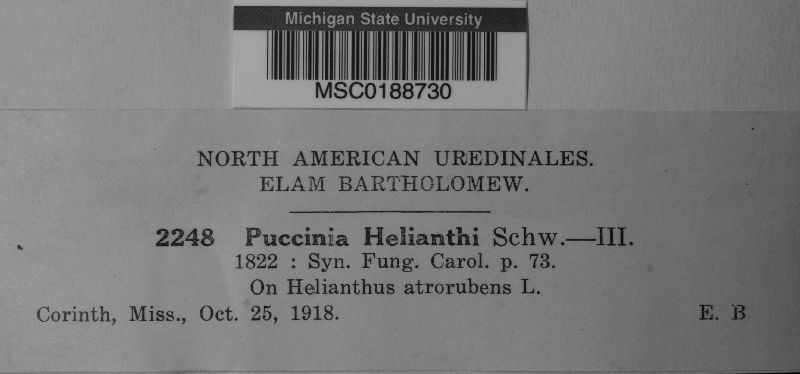 Michigan State University
MSC0188730
NORTH AMERICAN UREDINALES.
ELAM BARTHOLOMEW.
2248 Puccinia Helianthi Schw.—III.
1822 : Syn. Fung. Carol. p. 73.
On Helianthus atrorubens L.
Corinth, Miss., Oct. 25, 1918. E. B